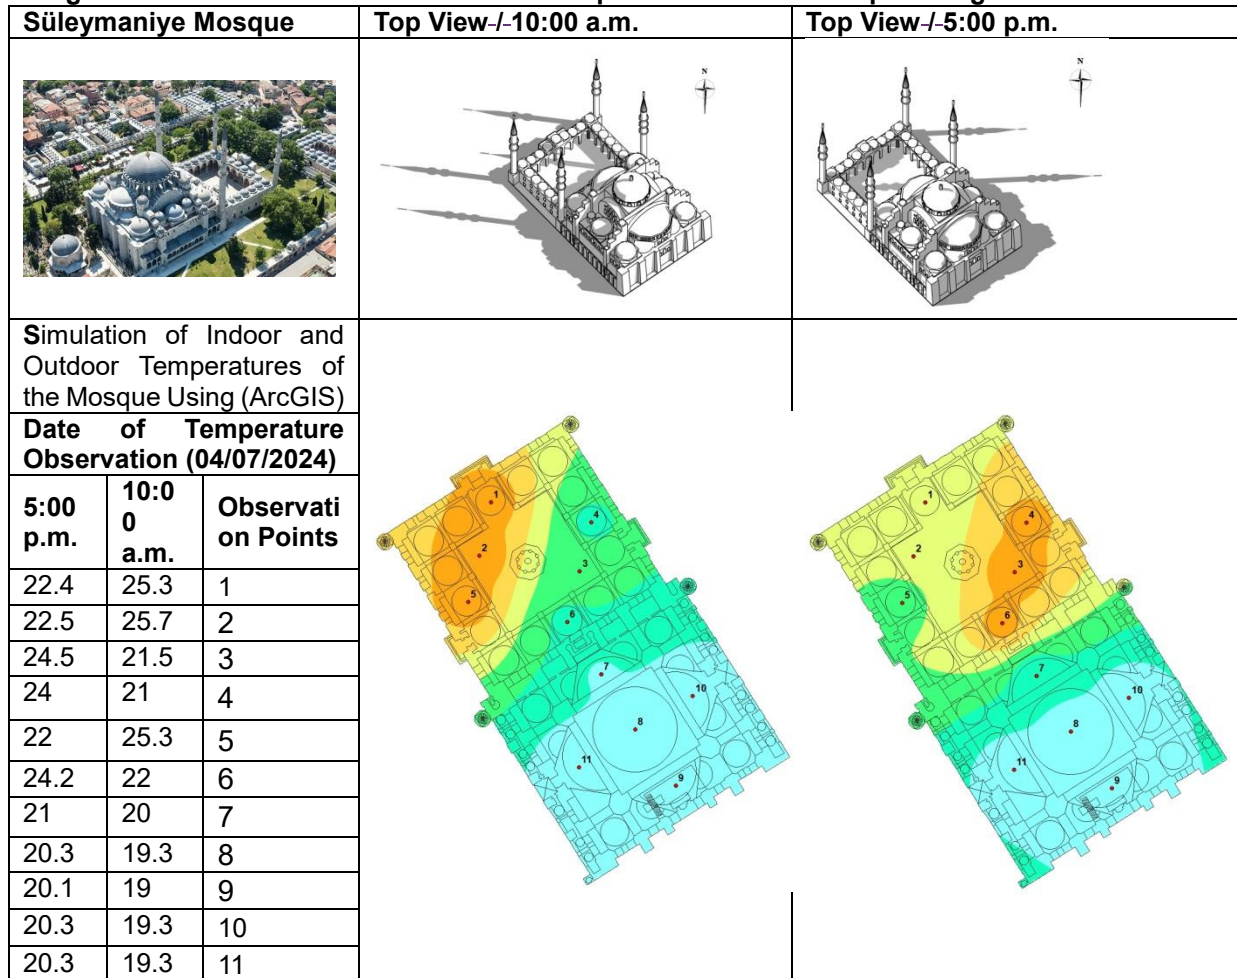 Süleymaniye Mosque
Top View-/-10:00 a.m.
Top View-/-5:00 p.m.
N
N
Simulation of Indoor and
Outdoor Temperatures of
the Mosque Using (ArcGIS)
Date of Temperature
Observation (04/07/2024)
5:00
p.m.
10:0
0
a.m.
Observati
on Points
22.4 25.3 1
22.5 25.7 2
24.5 21.5 3
24 21 4
22 25.3 5
24.2 22 6
21 20 7
20.3 19.3 8
20.1 19 9
20.3 19.3 10
20.3 19.3 11
1
4
2
3
5
6
7
10
8
11
9
1
4
2
3
5
6
7
10
8
11
9